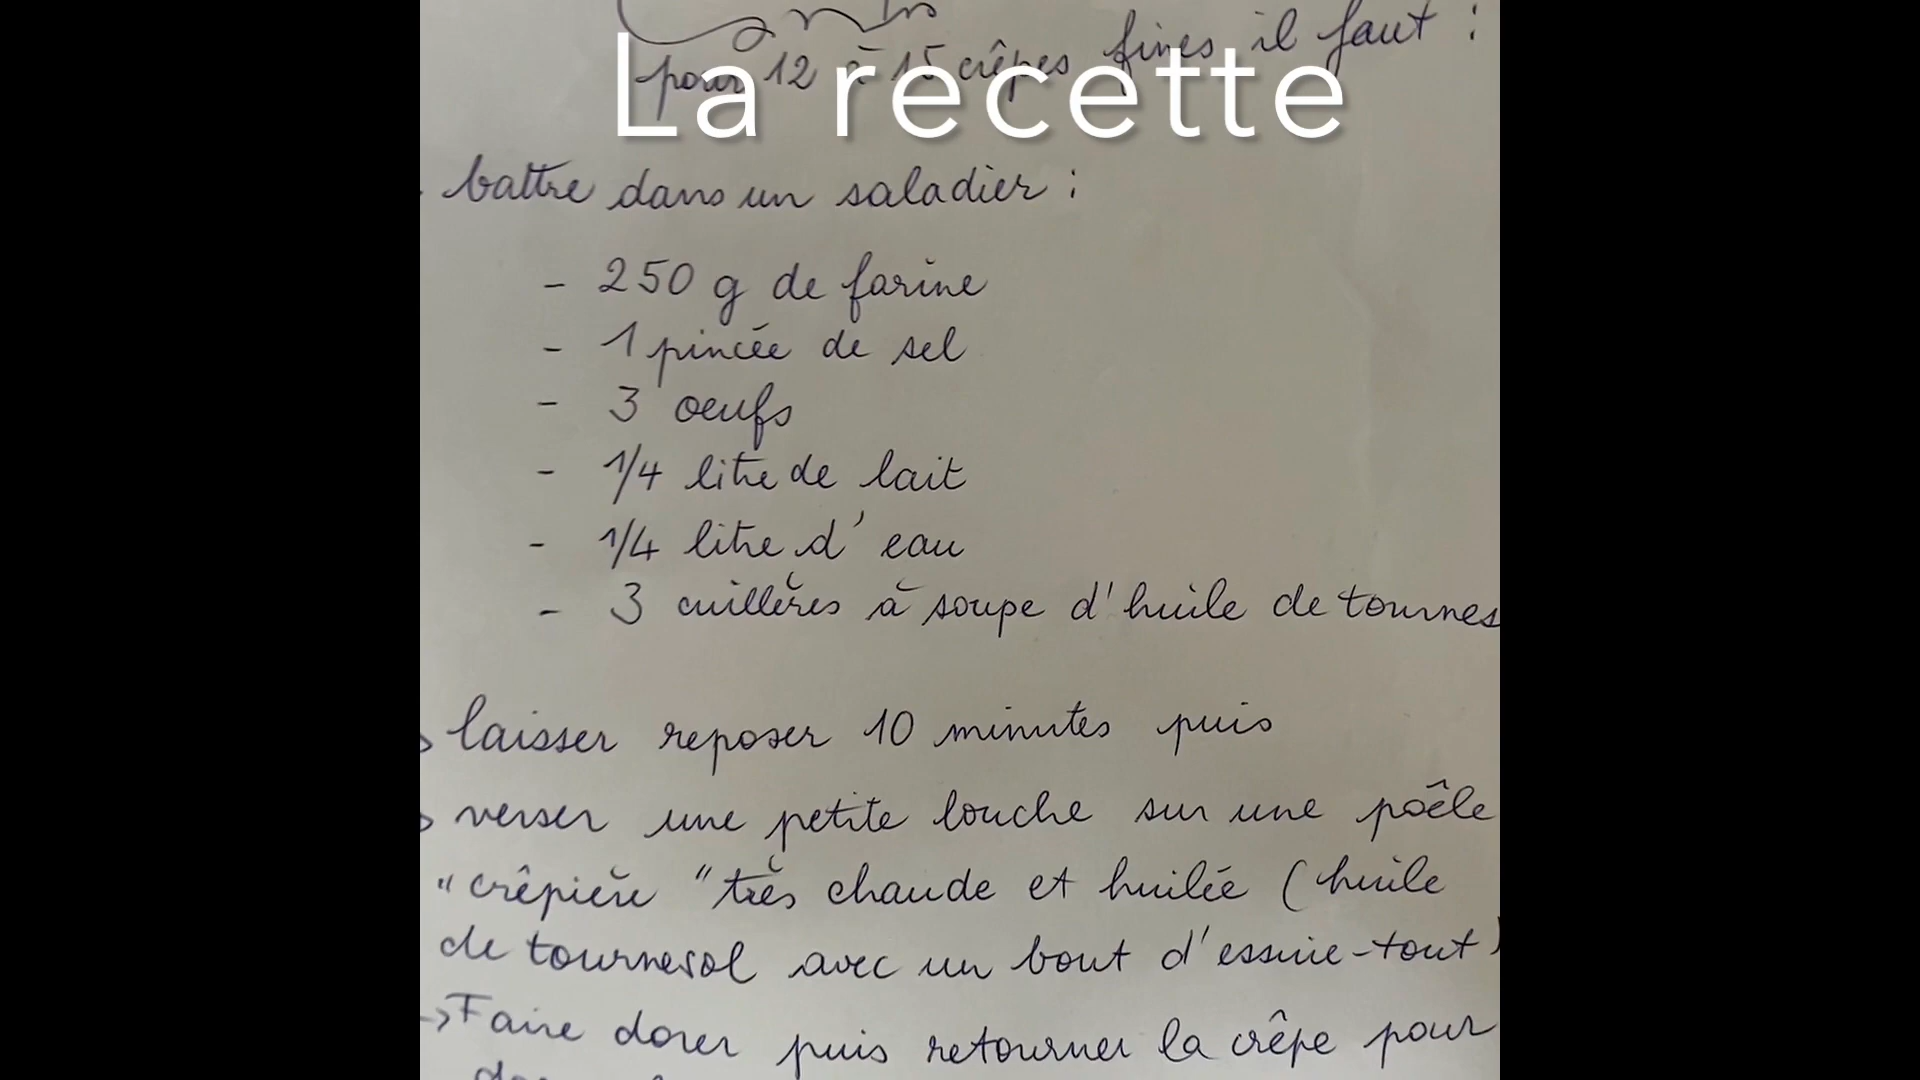 La recette
pour 12 à 15 crêpes fines il faut :
battre dans un saladier :
- 250 g de farine
- 1 pincée de sel
- 3 oeufs
- 1/4 litre de lait
- 1/4 litre d'eau
- 3 cuillères à soupe d'huile de tournes
laisser reposer 10 minutes puis
verser une petite louche sur une poêle
"crêpière" très chaude et huilée (huile
de tournesol avec un bout d'essuie-tout)
→ Faire dorer puis retourner la crêpe pour